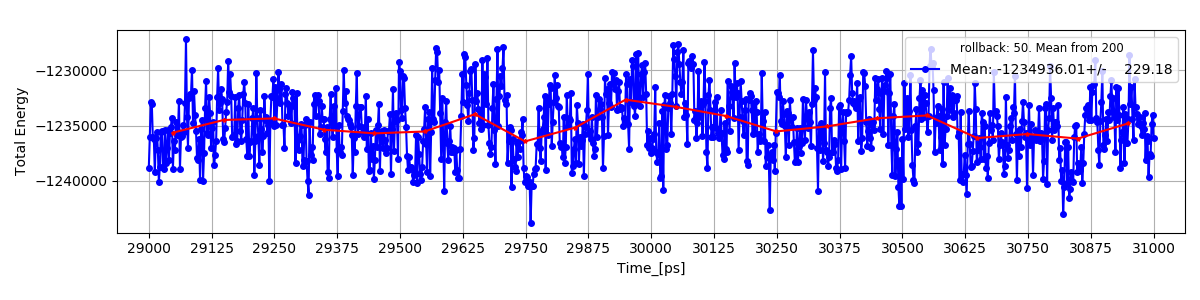 rollback: 50. Mean from 200
Mean: -1234936.01+/- 229.18
Total Energy
−1230000
−1235000
−1240000
29000 29125 29250 29375 29500 29625 29750 29875 30000 30125 30250 30375 30500 30625 30750 30875 31000
Time_[ps]